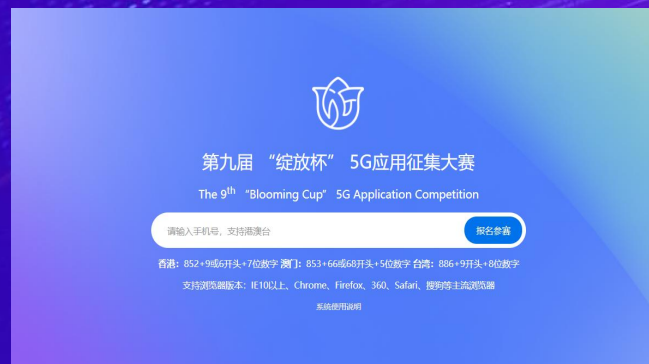 第九届 “绽放杯” 5G应用征集大赛
The 9th “Blooming Cup” 5G Application Competition
请输入手机号，支持港澳台 报名参赛
香港：852+9或6开头+7位数字 澳门：853+66或68开头+5位数字 台湾：886+9开头+8位数字
支持浏览器版本：IE10以上、Chrome、Firefox、360、Safari、搜狗等主流浏览器
系统使用说明